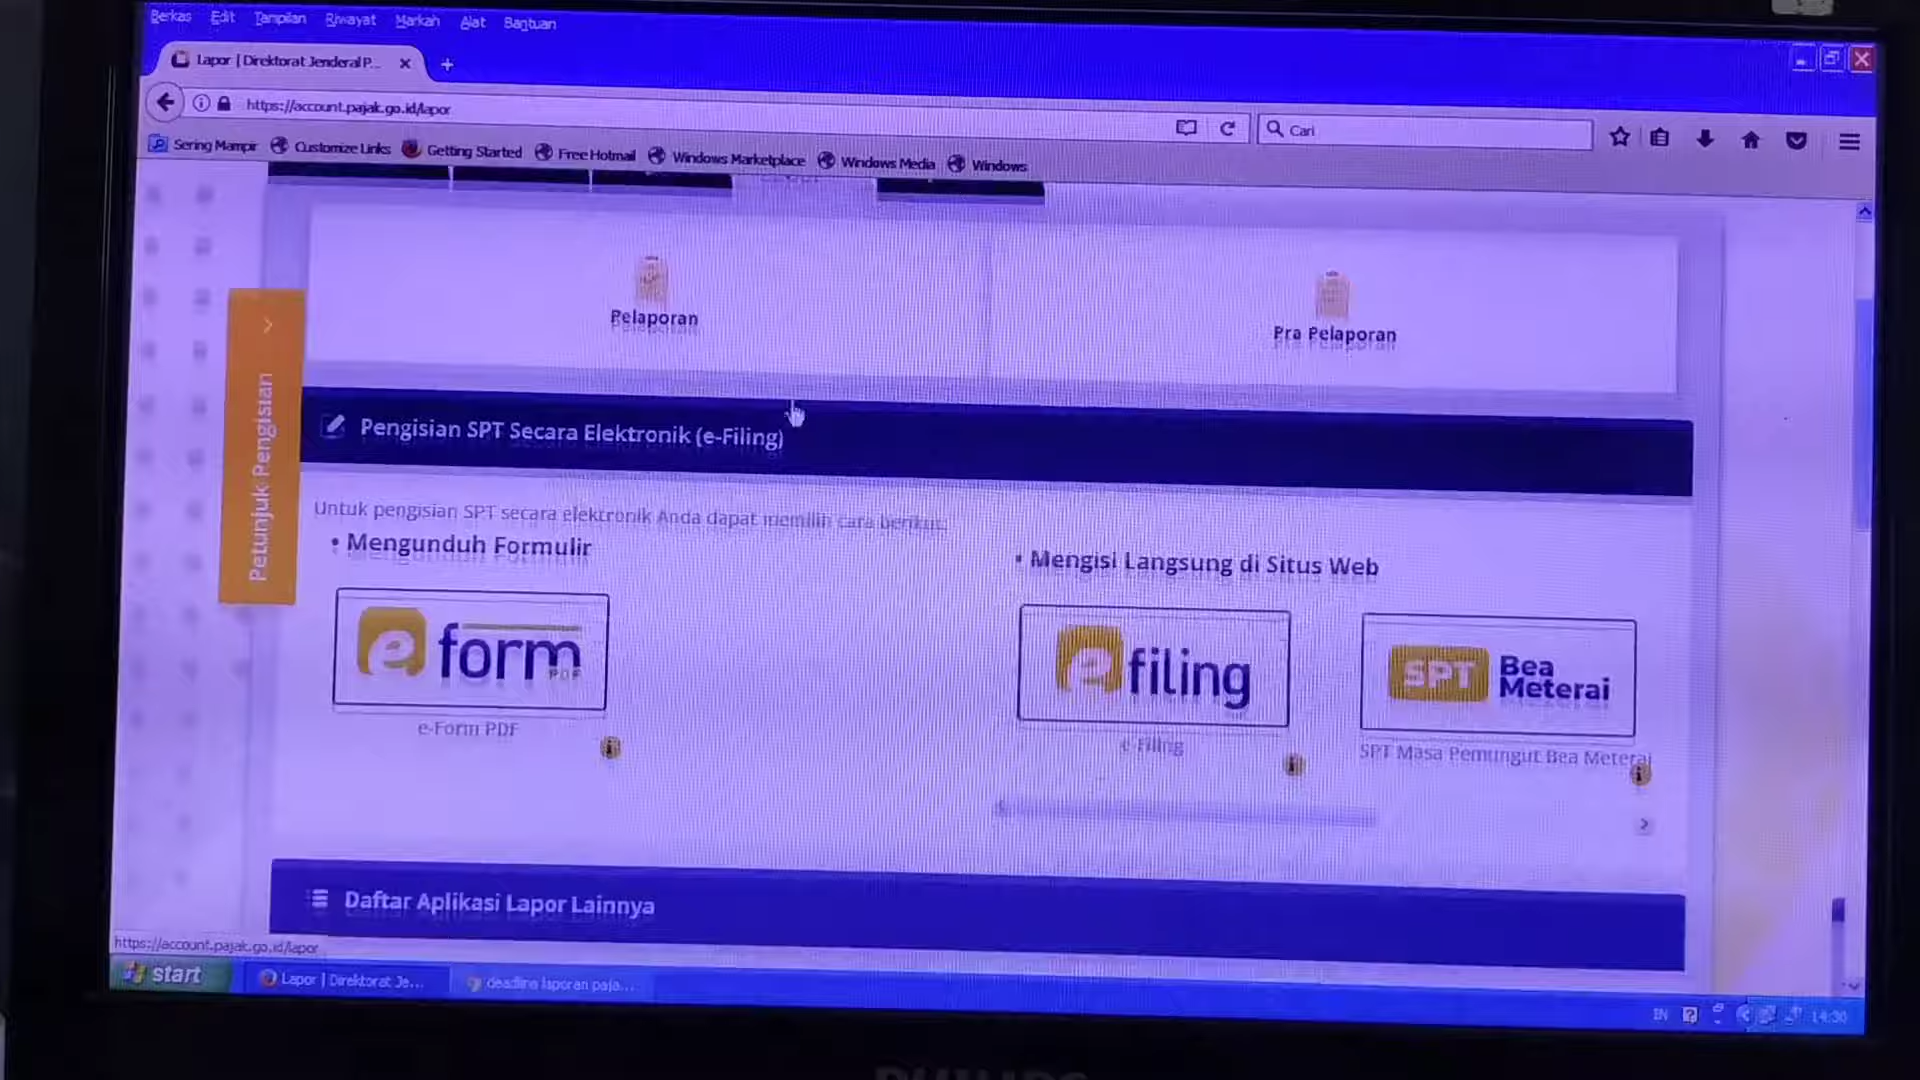 Berkas Edit Tampilan Riwayat Markah Alat Bantuan
Lapor | Direktorat Jenderal P...
https://account.pajak.go.id/lapor
Cari
Sering Mampir Customize Links Getting Started Free Hotmail Windows Marketplace Windows Media Windows
Pelaporan
Pra Pelaporan
Petunjuk Pengisian
Pengisian SPT Secara Elektronik (e-Filing)
Untuk pengisian SPT secara elektronik Anda dapat memilih cara berikut:
• Mengunduh Formulir
• Mengisi Langsung di Situs Web
e form PDF
e filing
SPT Bea Meterai
e-Form PDF
e-Filing
SPT Masa Pemungut Bea Meterai
Daftar Aplikasi Lapor Lainnya
https://account.pajak.go.id/lapor
start
Lapor | Direktorat Je...
deadline laporan paja...
EN
14:30